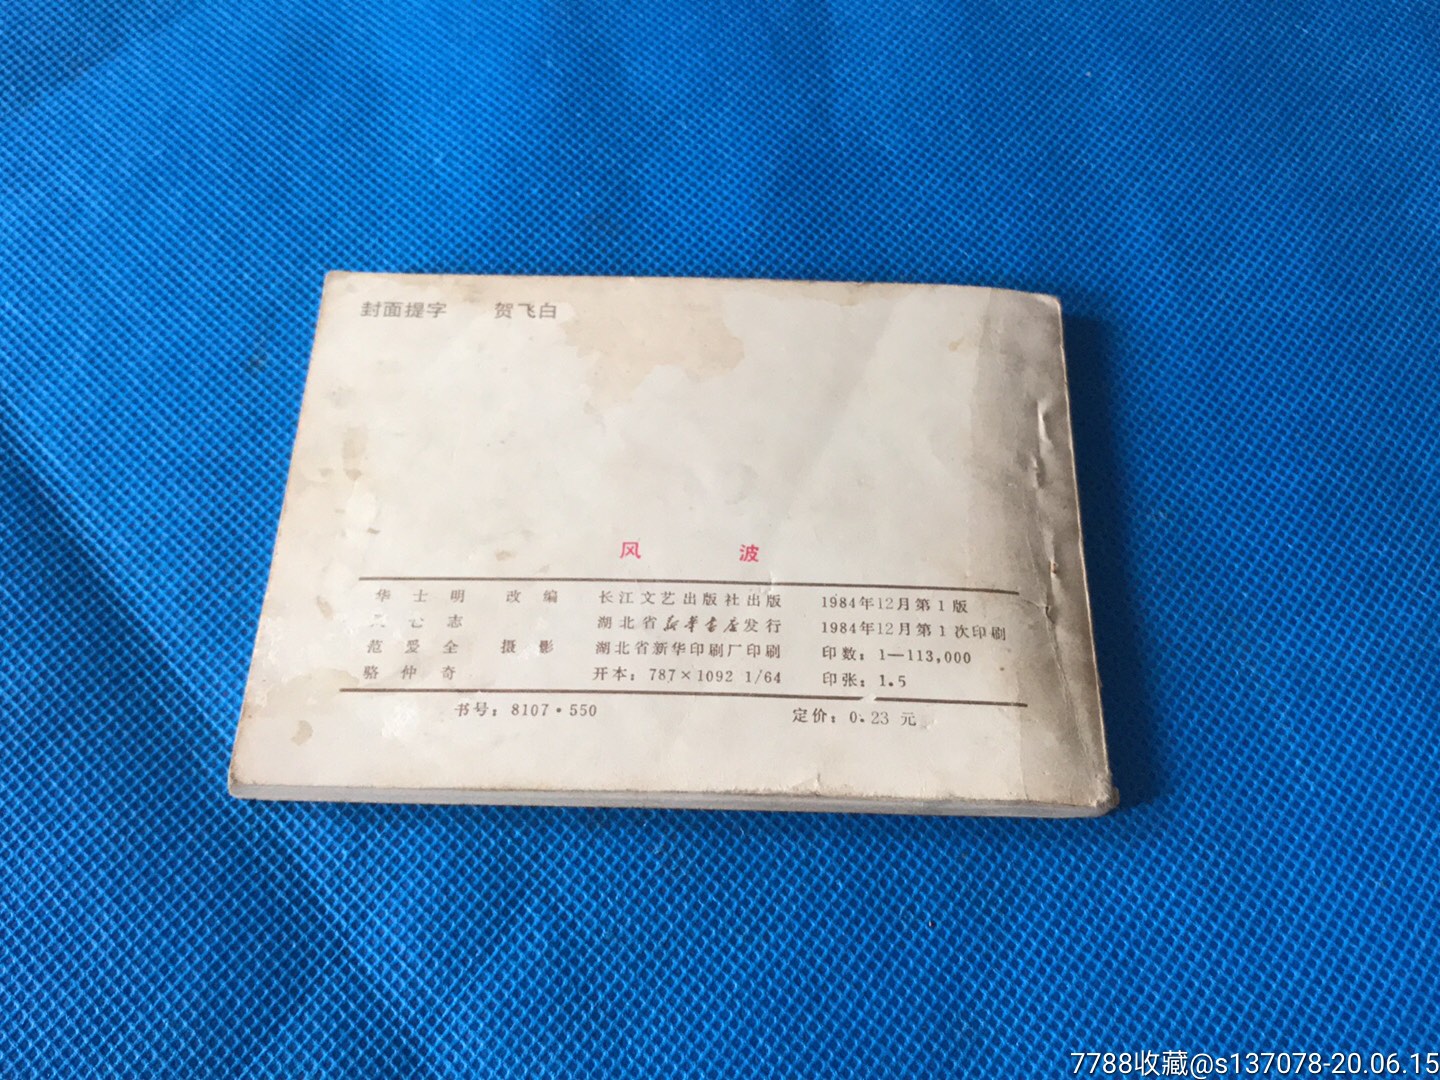 封面提字 贺飞白
风波
华士明 改编 长江文艺出版社出版 1984年12月第1版
志 湖北省新华书店发行 1984年12月第1次印刷
范爱全 摄影 湖北省新华印刷厂印刷 印数：1—113,000
骆仲奇 开本：787×1092 1/64 印张：1.5
书号：8107·550 定价：0.23 元
7788收藏@s137078-20.06.15